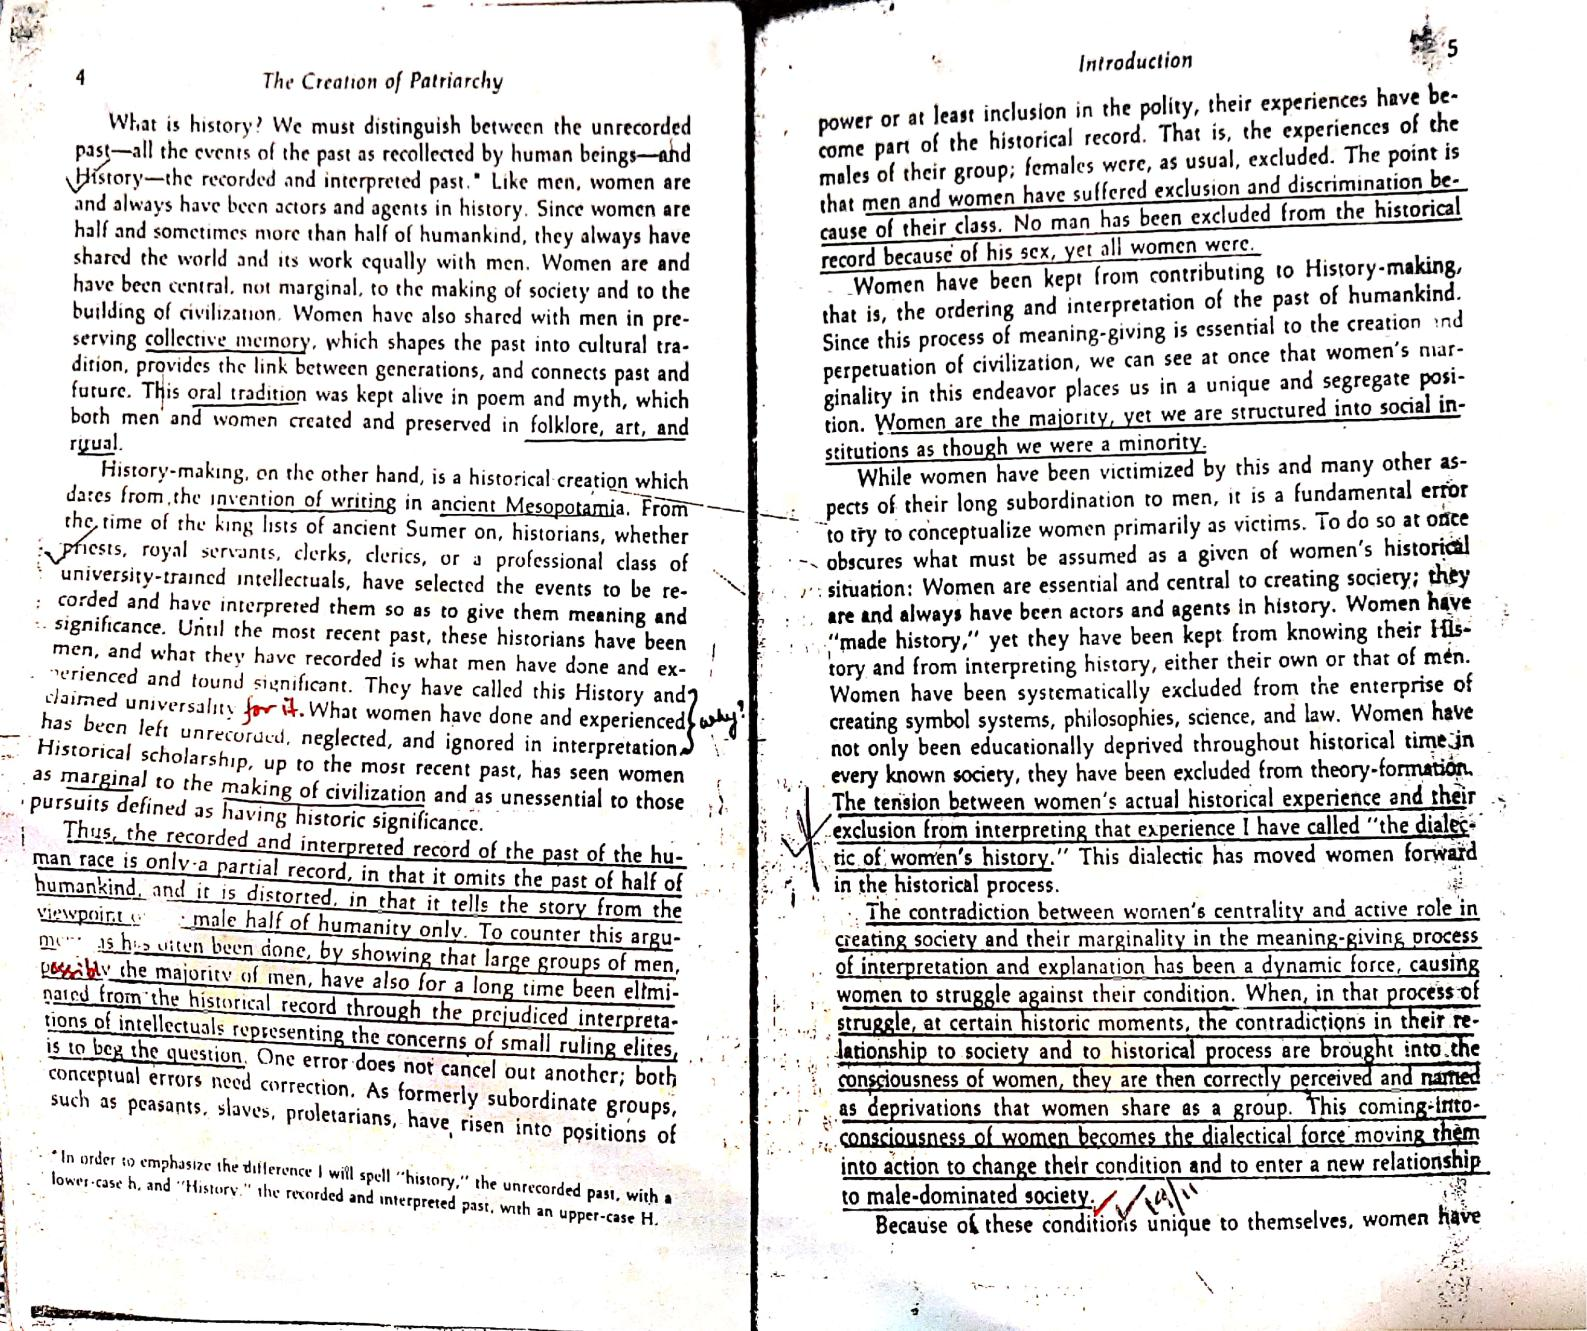 4
The Creation of Patriarchy
What is history? We must distinguish between the unrecorded
past—all the events of the past as recollected by human beings—and
History—the recorded and interpreted past.* Like men, women are
and always have been actors and agents in history. Since women are
half and sometimes more than half of humankind, they always have
shared the world and its work equally with men. Women are and
have been central, not marginal, to the making of society and to the
building of civilization. Women have also shared with men in pre-
serving collective memory, which shapes the past into cultural tra-
dition, provides the link between generations, and connects past and
future. This oral tradition was kept alive in poem and myth, which
both men and women created and preserved in folklore, art, and
ritual.
History-making, on the other hand, is a historical creation which
dates from the invention of writing in ancient Mesopotamia. From
the time of the king lists of ancient Sumer on, historians, whether
priests, royal servants, clerks, clerics, or a professional class of
university-trained intellectuals, have selected the events to be re-
corded and have interpreted them so as to give them meaning and
significance. Until the most recent past, these historians have been
men, and what they have recorded is what men have done and ex-
perienced and found significant. They have called this History and
claimed universality for it. What women have done and experienced
why?
has been left unrecorded, neglected, and ignored in interpretation.
Historical scholarship, up to the most recent past, has seen women
as marginal to the making of civilization and as unessential to those
pursuits defined as having historic significance.
Thus, the recorded and interpreted record of the past of the hu-
man race is only a partial record, in that it omits the past of half of
humankind, and it is distorted, in that it tells the story from the
viewpoint male half of humanity only. To counter this argu-
as has often been done, by showing that large groups of men,
possibly the majority of men, have also for a long time been elimi-
nated from the historical record through the prejudiced interpreta-
tions of intellectuals representing the concerns of small ruling elites,
is to beg the question. One error does not cancel out another; both
conceptual errors need correction. As formerly subordinate groups,
such as peasants, slaves, proletarians, have risen into positions of
*In order to emphasize the difference I will spell "history," the unrecorded past, with a
lower-case h, and "History," the recorded and interpreted past, with an upper-case H.
Introduction
5
power or at least inclusion in the polity, their experiences have be-
come part of the historical record. That is, the experiences of the
males of their group; females were, as usual, excluded. The point is
that men and women have suffered exclusion and discrimination be-
cause of their class. No man has been excluded from the historical
record because of his sex, yet all women were.
Women have been kept from contributing to History-making,
that is, the ordering and interpretation of the past of humankind.
Since this process of meaning-giving is essential to the creation and
perpetuation of civilization, we can see at once that women's mar-
ginality in this endeavor places us in a unique and segregate posi-
tion. Women are the majority, yet we are structured into social in-
stitutions as though we were a minority.
While women have been victimized by this and many other as-
pects of their long subordination to men, it is a fundamental error
to try to conceptualize women primarily as victims. To do so at once
obscures what must be assumed as a given of women's historical
situation: Women are essential and central to creating society; they
are and always have been actors and agents in history. Women have
"made history," yet they have been kept from knowing their His-
tory and from interpreting history, either their own or that of men.
Women have been systematically excluded from the enterprise of
creating symbol systems, philosophies, science, and law. Women have
not only been educationally deprived throughout historical time in
every known society, they have been excluded from theory-formation.
The tension between women's actual historical experience and their
exclusion from interpreting that experience I have called "the dialec-
tic of women's history." This dialectic has moved women forward
in the historical process.
The contradiction between women's centrality and active role in
creating society and their marginality in the meaning-giving process
of interpretation and explanation has been a dynamic force, causing
women to struggle against their condition. When, in that process of
struggle, at certain historic moments, the contradictions in their re-
lationship to society and to historical process are brought into the
consciousness of women, they are then correctly perceived and named
as deprivations that women share as a group. This coming-into-
consciousness of women becomes the dialectical force moving them
into action to change their condition and to enter a new relationship
to male-dominated society.
Because of these conditions unique to themselves, women have